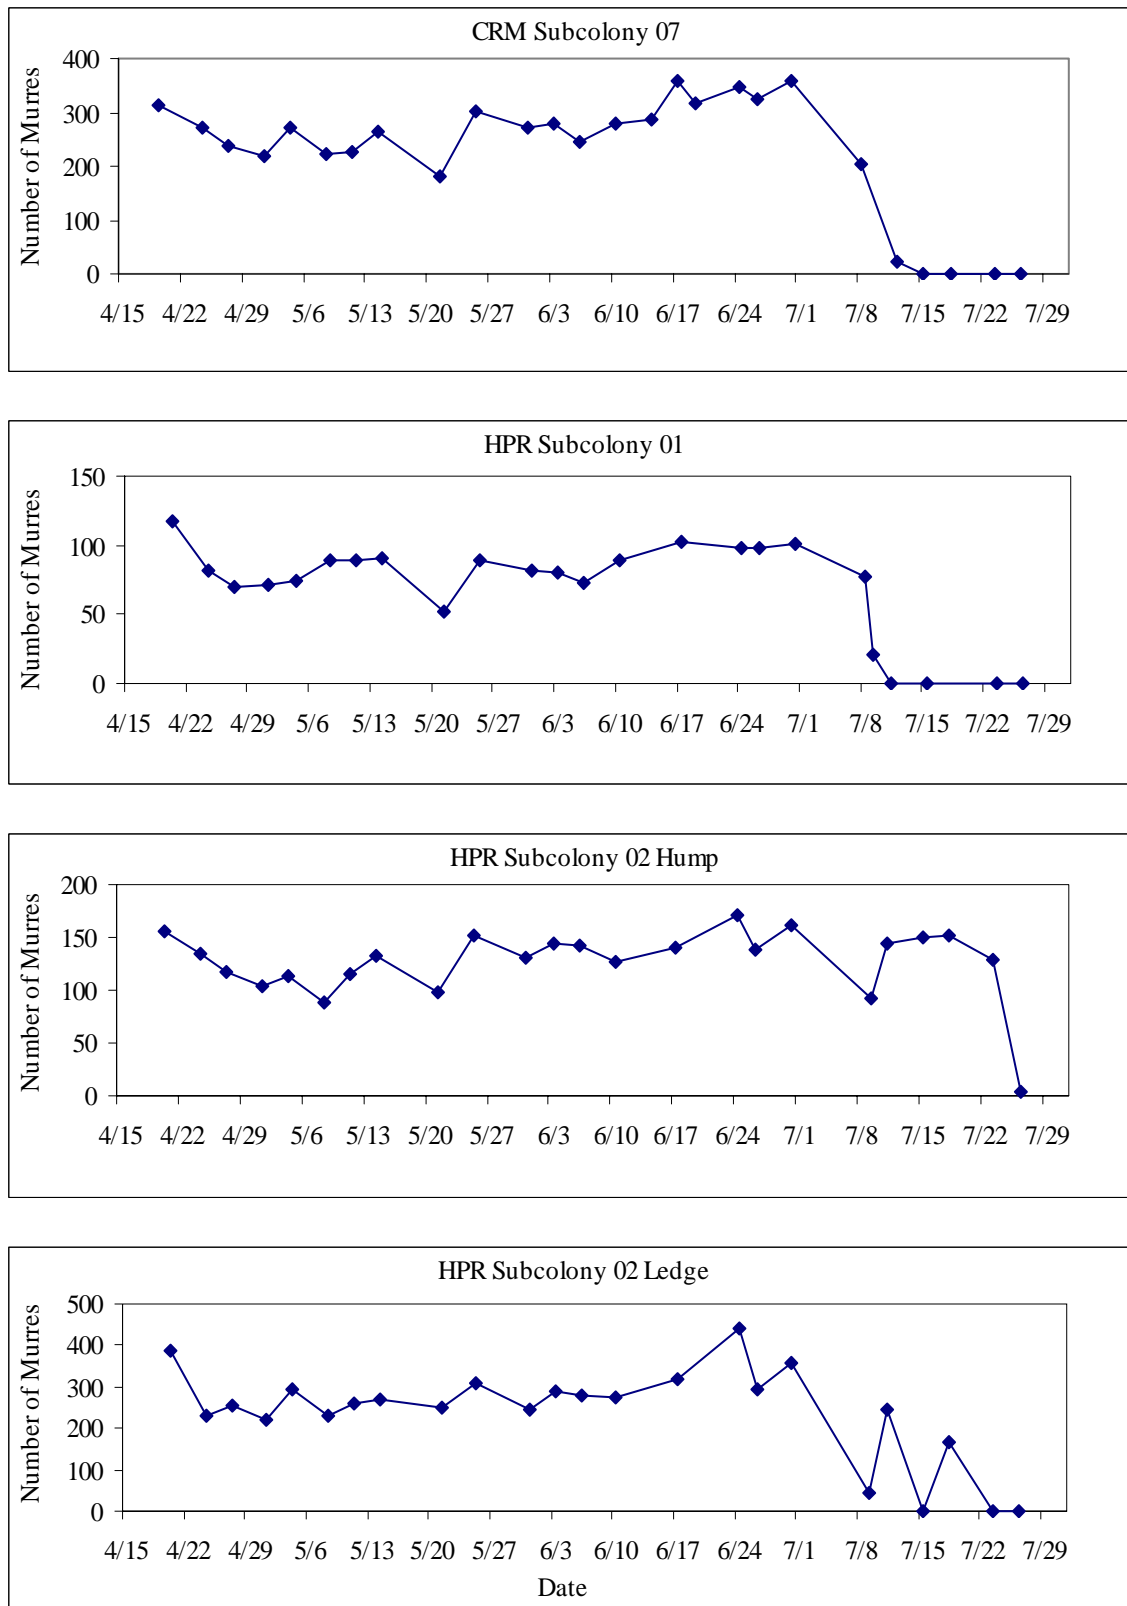 CRM Subcolony 07
Number of Murres
400
300
200
100
0
4/15 4/22 4/29 5/6 5/13 5/20 5/27 6/3 6/10 6/17 6/24 7/1 7/8 7/15 7/22 7/29
HPR Subcolony 01
Number of Murres
150
100
50
0
4/15 4/22 4/29 5/6 5/13 5/20 5/27 6/3 6/10 6/17 6/24 7/1 7/8 7/15 7/22 7/29
HPR Subcolony 02 Hump
Number of Murres
200
150
100
50
0
4/15 4/22 4/29 5/6 5/13 5/20 5/27 6/3 6/10 6/17 6/24 7/1 7/8 7/15 7/22 7/29
HPR Subcolony 02 Ledge
Number of Murres
500
400
300
200
100
0
4/15 4/22 4/29 5/6 5/13 5/20 5/27 6/3 6/10 6/17 6/24 7/1 7/8 7/15 7/22 7/29
Date